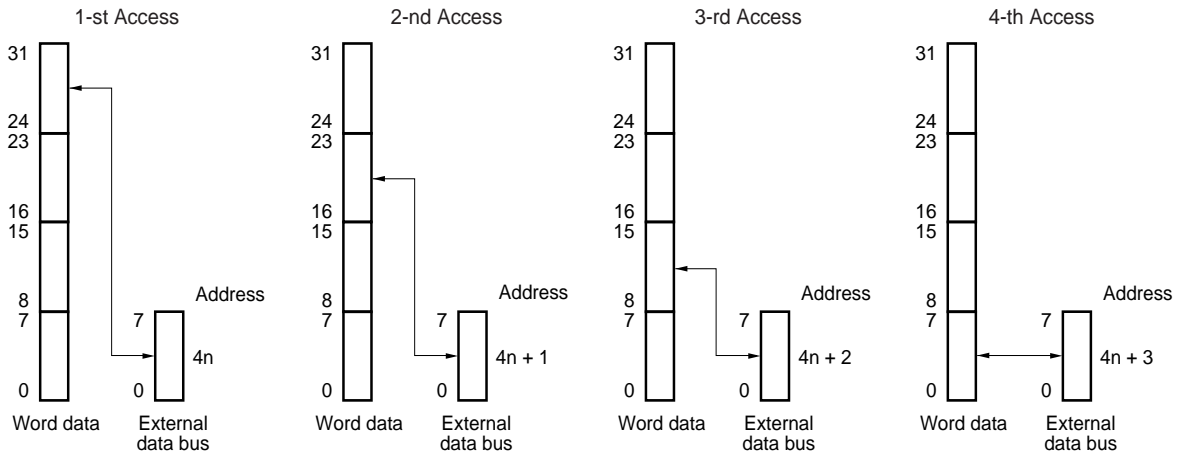 1-st Access
31
24
23
16
15
8
7
0
Word data
Address
7
4n
0
External
data bus
2-nd Access
31
24
23
16
15
8
7
0
Word data
Address
7
4n + 1
0
External
data bus
3-rd Access
31
24
23
16
15
8
7
0
Word data
Address
7
4n + 2
0
External
data bus
4-th Access
31
24
23
16
15
8
7
0
Word data
Address
7
4n + 3
0
External
data bus